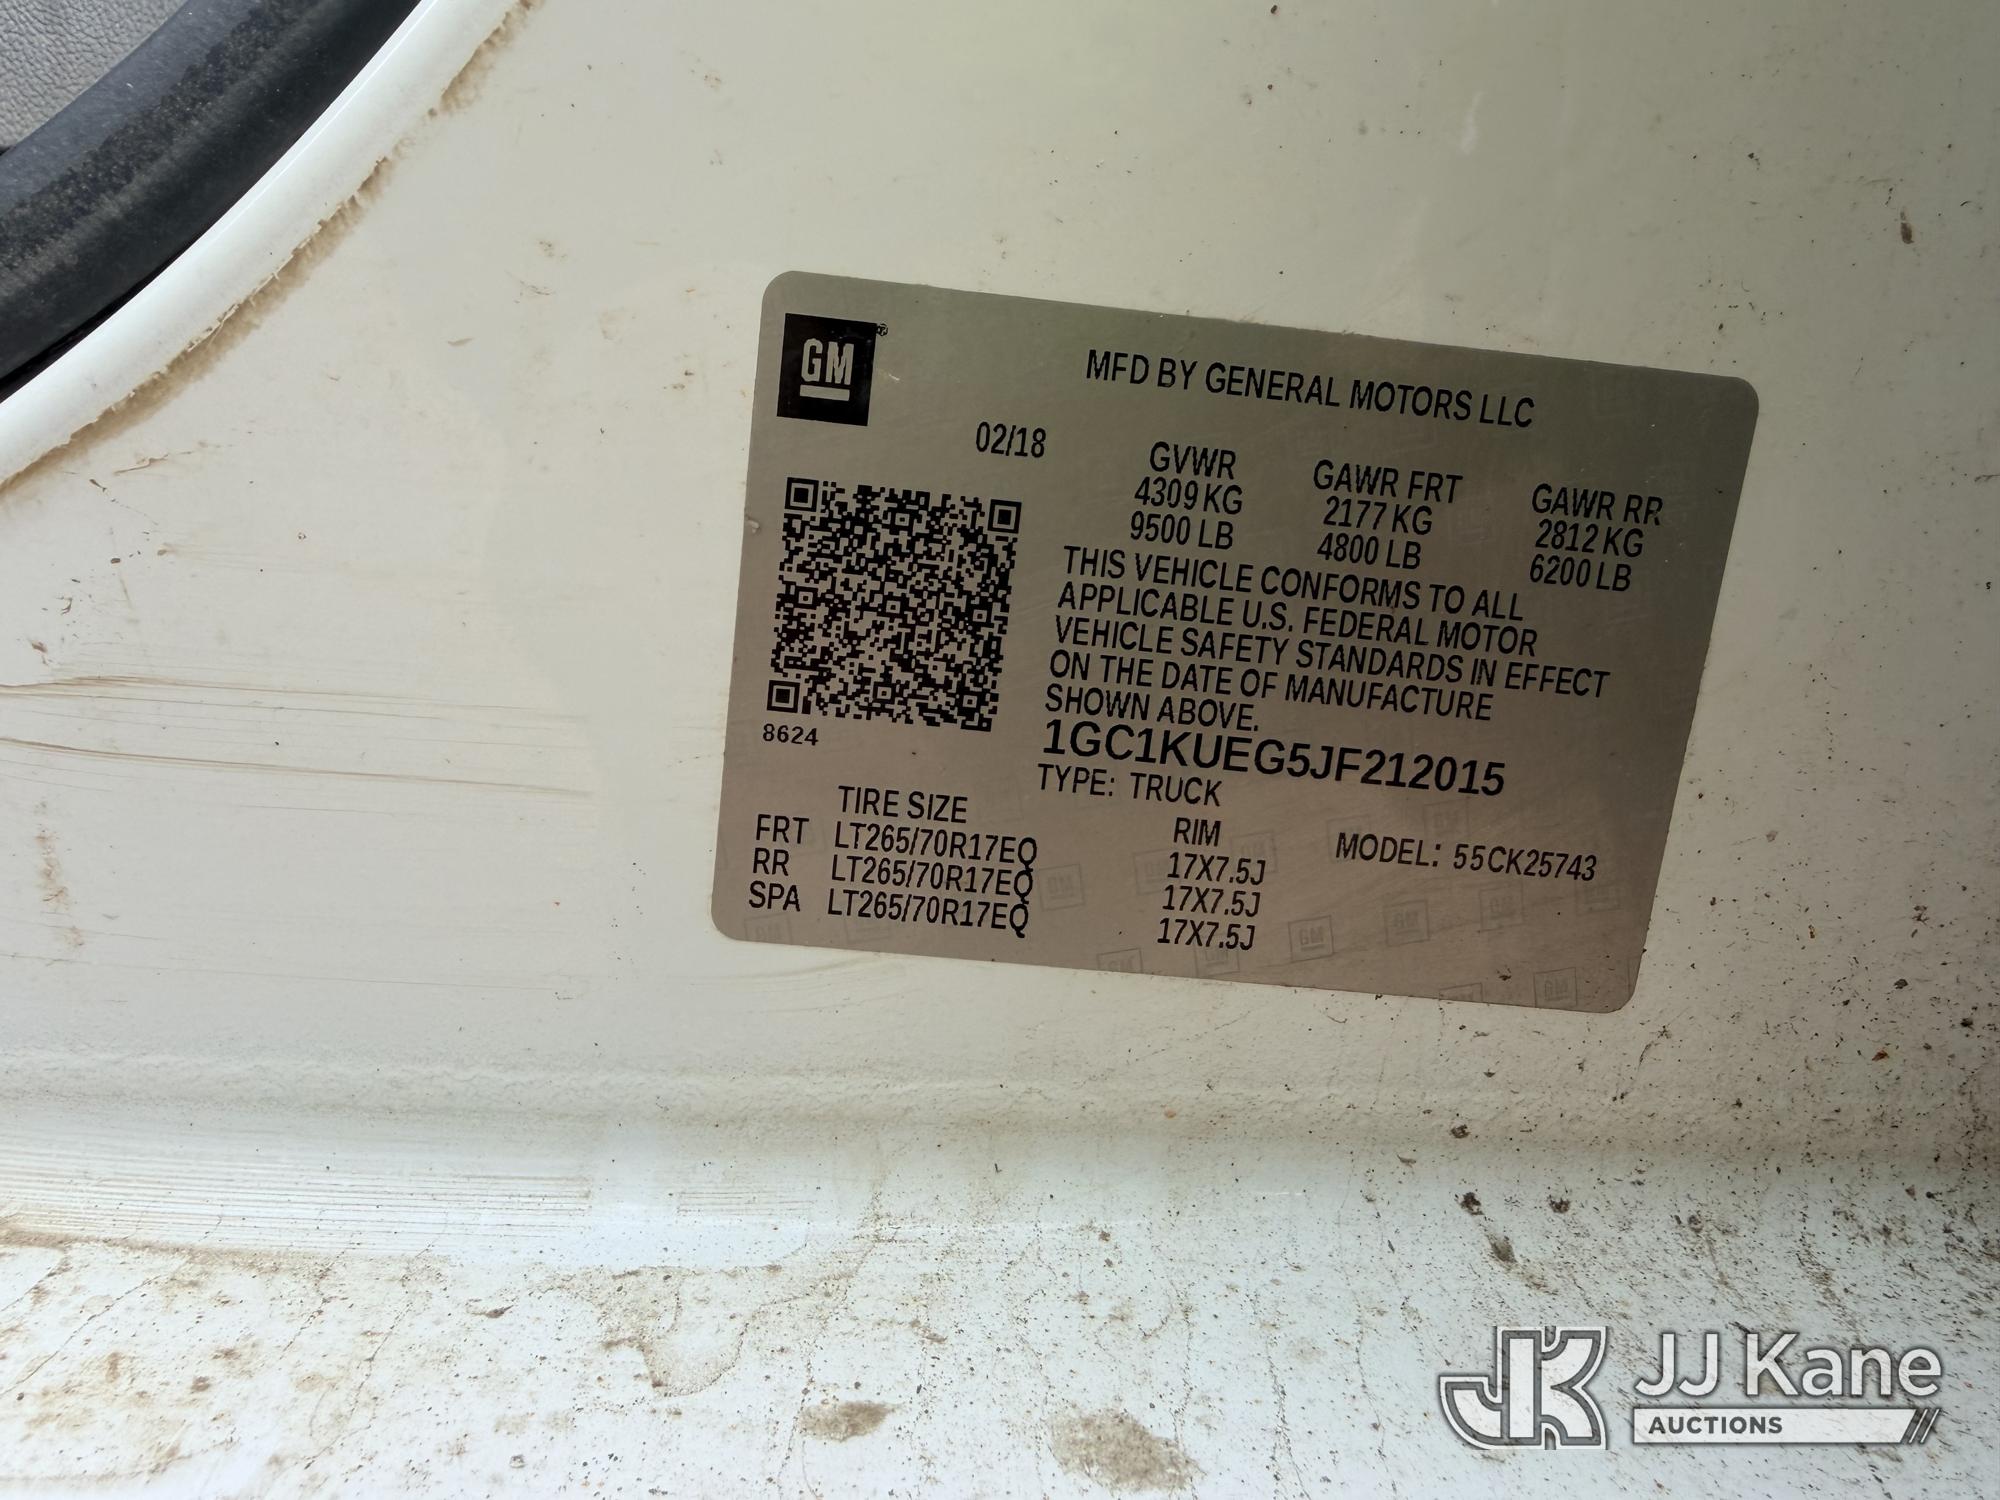 GM®
MFD BY GENERAL MOTORS LLC
02/18
GVWR GAWR FRT GAWR RR
4309 KG 2177 KG 2812 KG
9500 LB 4800 LB 6200 LB
THIS VEHICLE CONFORMS TO ALL
APPLICABLE U.S. FEDERAL MOTOR
VEHICLE SAFETY STANDARDS IN EFFECT
ON THE DATE OF MANUFACTURE
SHOWN ABOVE.
8624
1GC1KUEG5JF212015
TYPE: TRUCK
TIRE SIZE RIM MODEL: 55CK25743
FRT LT265/70R17EQ 17X7.5J
RR LT265/70R17EQ 17X7.5J
SPA LT265/70R17EQ 17X7.5J
JK JJ Kane
AUCTIONS